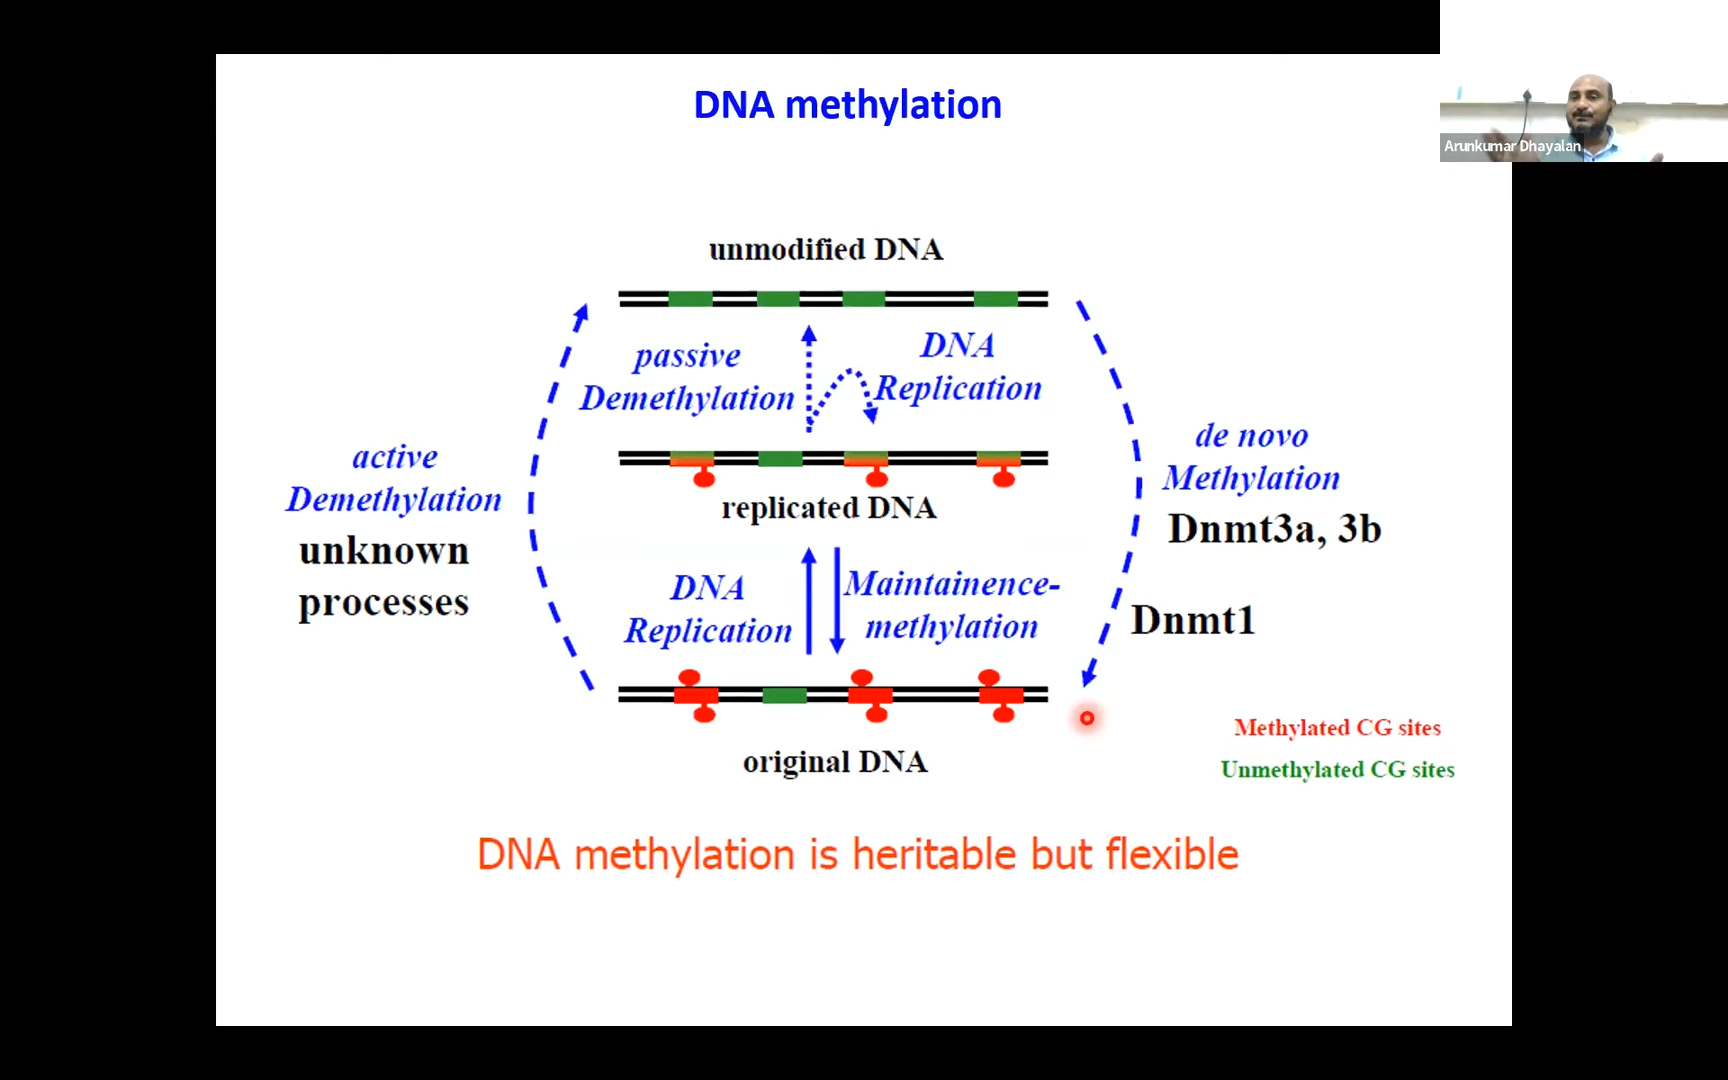 DNA methylation
Arunkumar Dhayalan
unmodified DNA
passive
Demethylation
DNA
Replication
active
Demethylation
unknown
processes
de novo
Methylation
Dnmt3a, 3b
replicated DNA
DNA
Replication
Maintainence-
methylation
Dnmt1
original DNA
Methylated CG sites
Unmethylated CG sites
DNA methylation is heritable but flexible